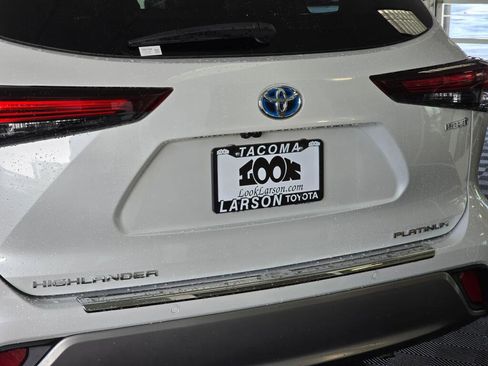 TACOMA
LOOK
LookLarson.com
LARSON TOYOTA
HIGHLANDER
PLATINUM